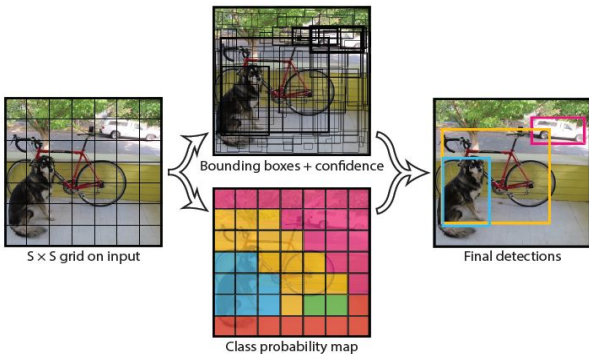 S × S grid on input
Bounding boxes + confidence
Class probability map
Final detections